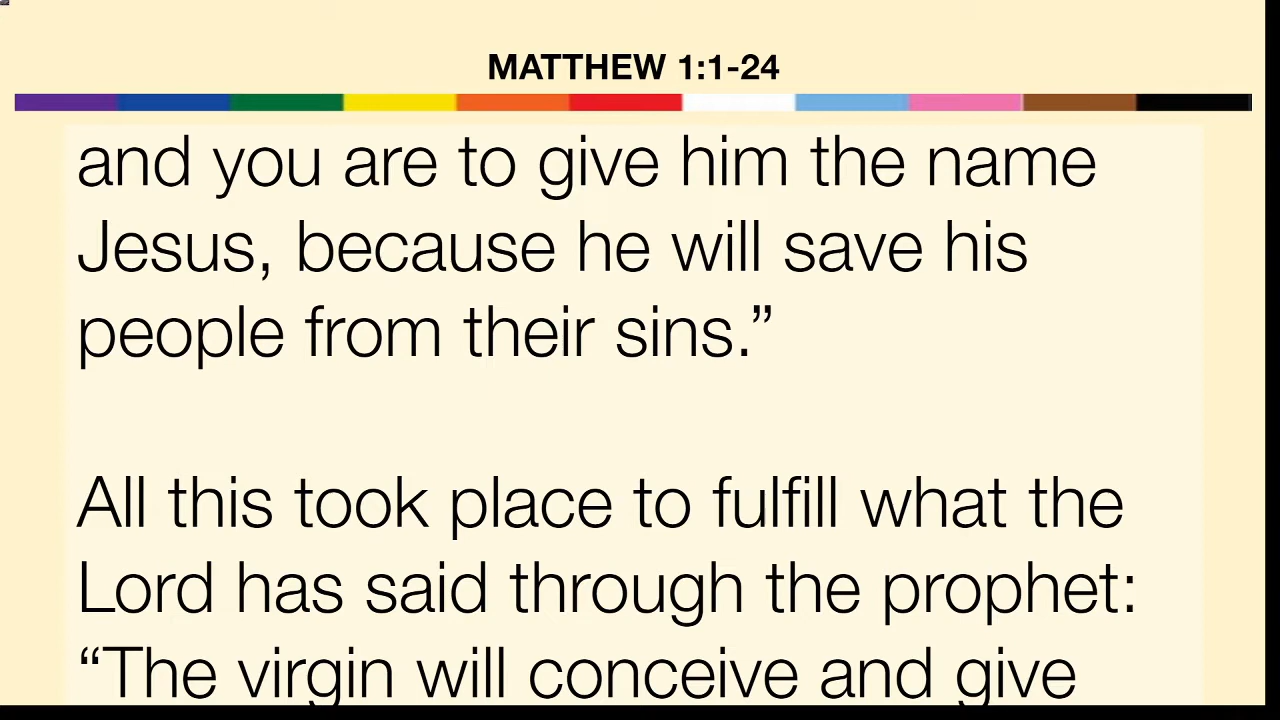 MATTHEW 1:1-24
and you are to give him the name
Jesus, because he will save his
people from their sins.”
All this took place to fulfill what the
Lord has said through the prophet:
“The virgin will conceive and give